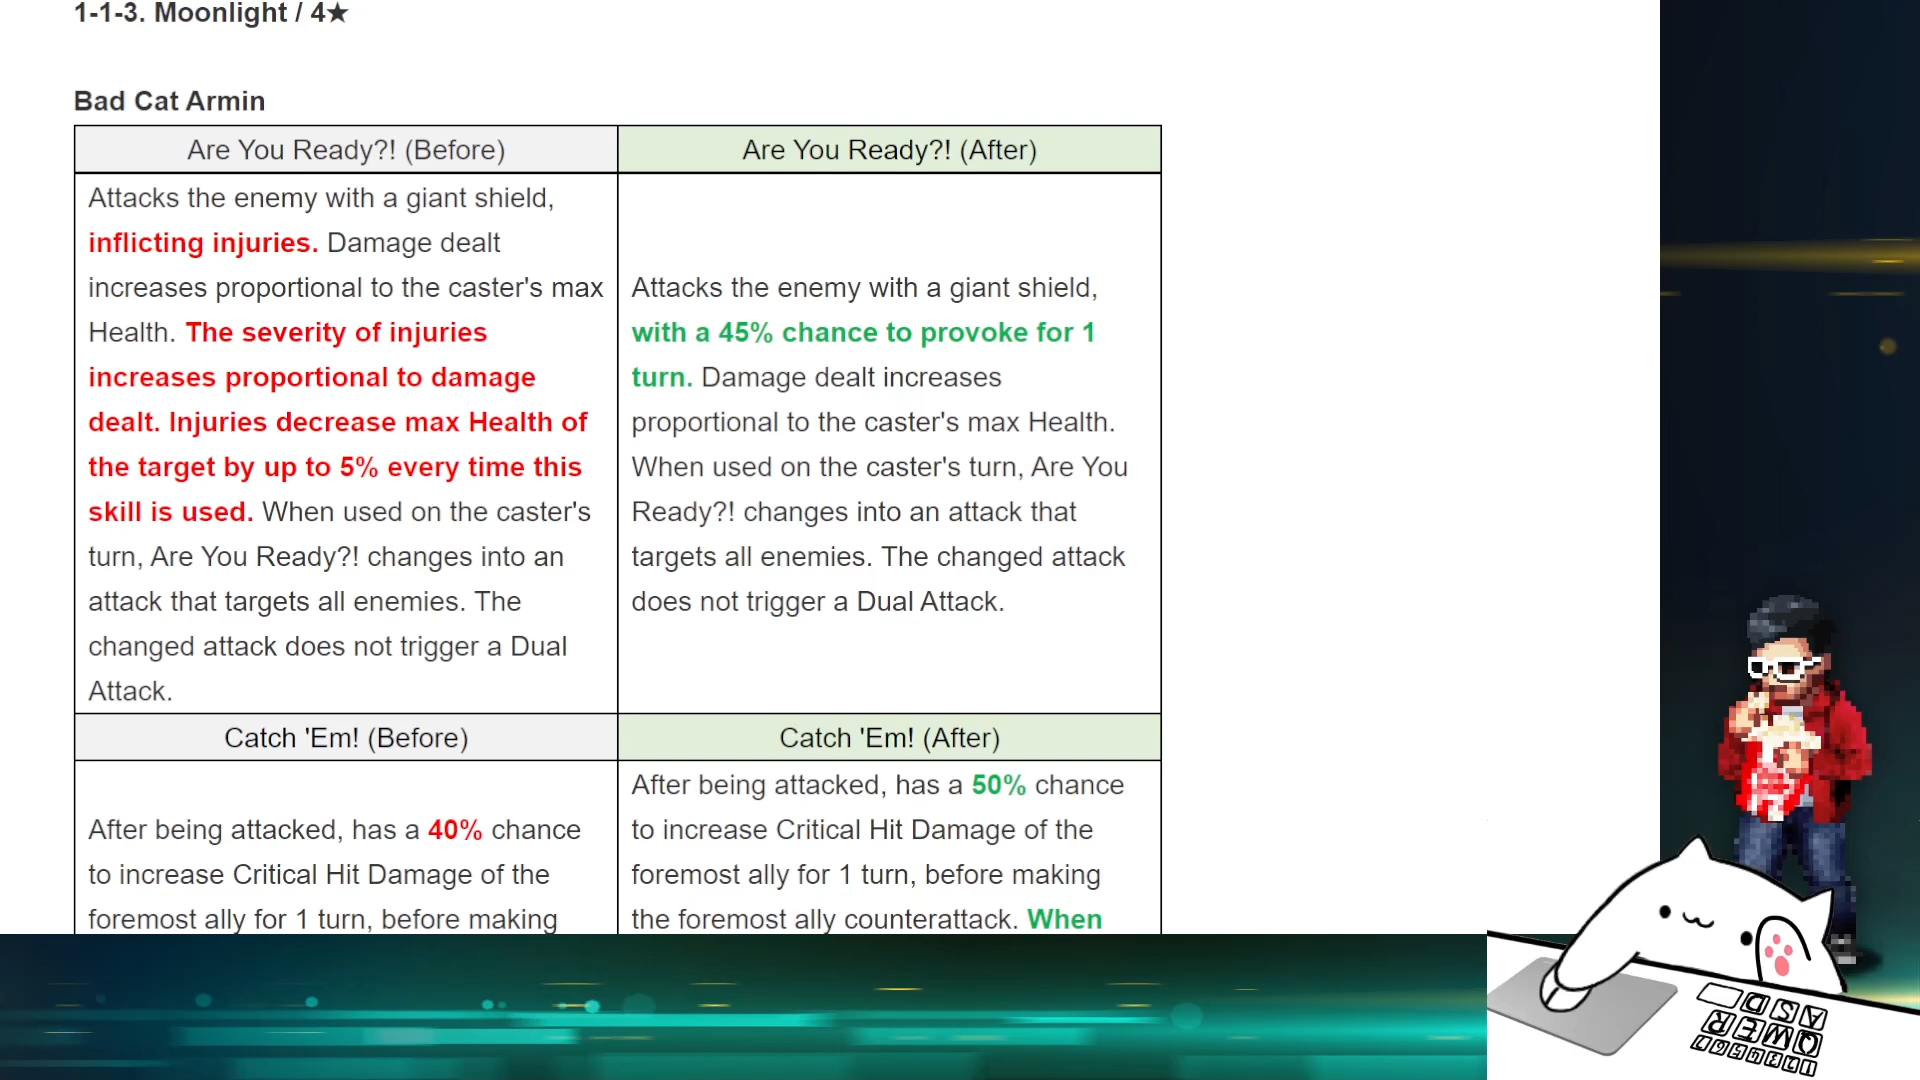 1-1-3. Moonlight / 4★
Bad Cat Armin
Are You Ready?! (Before)
Are You Ready?! (After)
Attacks the enemy with a giant shield,
inflicting injuries. Damage dealt
increases proportional to the caster's max
Health. The severity of injuries
increases proportional to damage
dealt. Injuries decrease max Health of
the target by up to 5% every time this
skill is used. When used on the caster's
turn, Are You Ready?! changes into an
attack that targets all enemies. The
changed attack does not trigger a Dual
Attack.
Attacks the enemy with a giant shield,
with a 45% chance to provoke for 1
turn. Damage dealt increases
proportional to the caster's max Health.
When used on the caster's turn, Are You
Ready?! changes into an attack that
targets all enemies. The changed attack
does not trigger a Dual Attack.
Catch 'Em! (Before)
Catch 'Em! (After)
After being attacked, has a 40% chance
to increase Critical Hit Damage of the
foremost ally for 1 turn, before making
After being attacked, has a 50% chance
to increase Critical Hit Damage of the
foremost ally for 1 turn, before making
the foremost ally counterattack. When
A S D
Q W E R
1 2 3 4 5 6 7